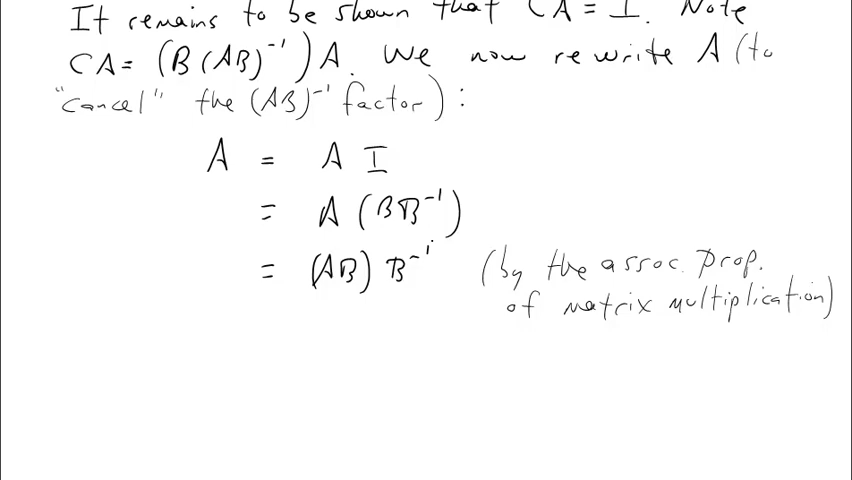 It remains to be shown that CA = I. Note
CA = (B(AB)⁻¹)A. We now rewrite A (to
"cancel" the (AB)⁻¹ factor):
A = A I
= A (BB⁻¹)
= (AB) B⁻¹ (by the assoc. prop.
of matrix multiplication)